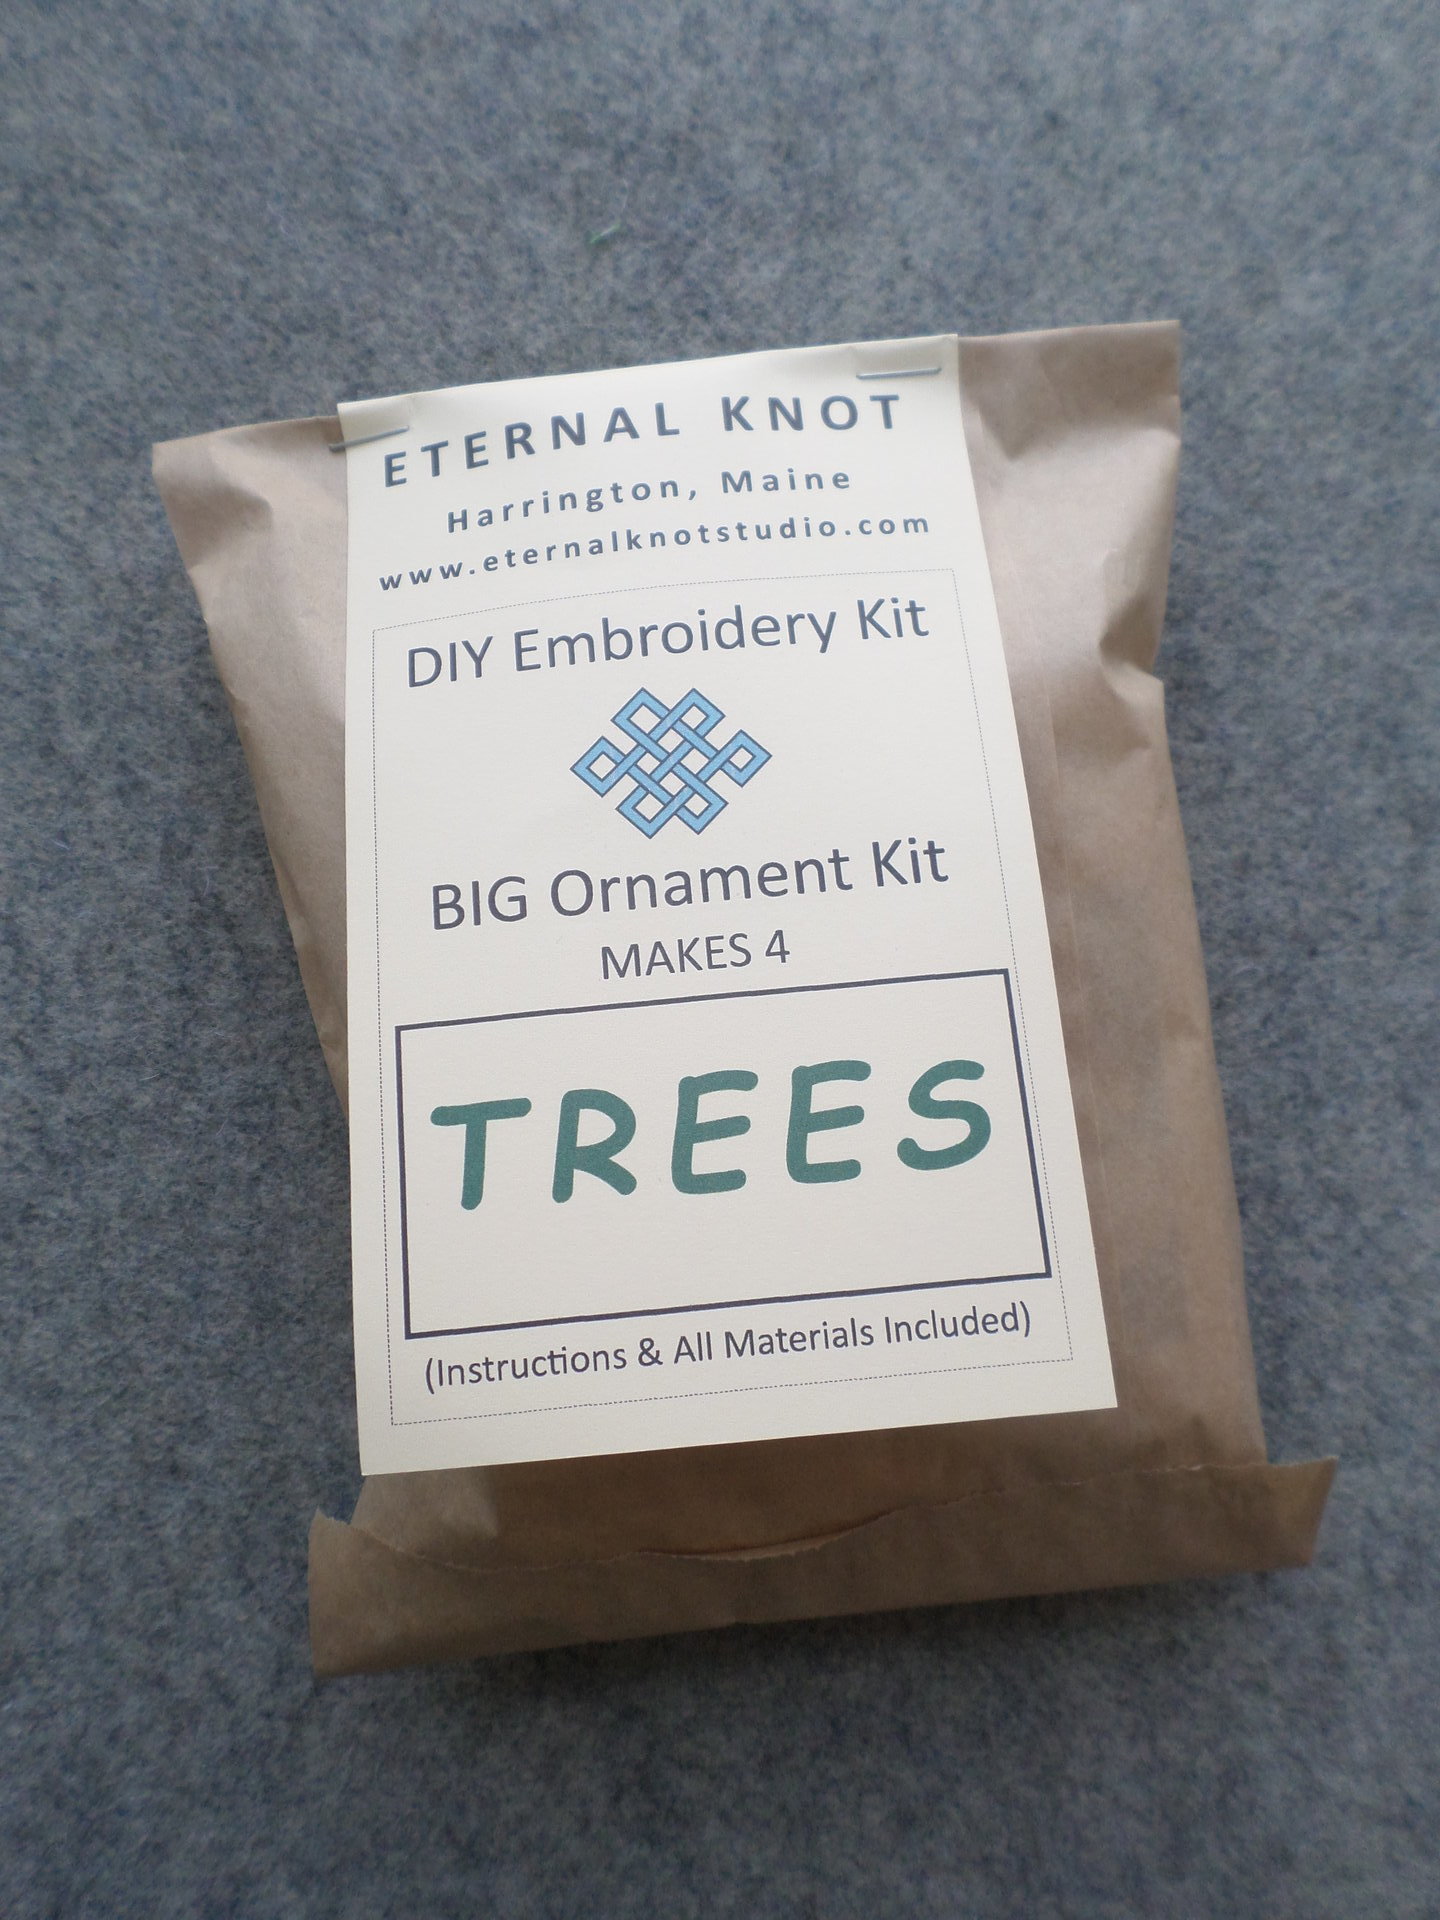 ETERNAL KNOT
Harrington, Maine
www.eternalknotstudio.com
DIY Embroidery Kit
BIG Ornament Kit
MAKES 4
TREES
(Instructions & All Materials Included)